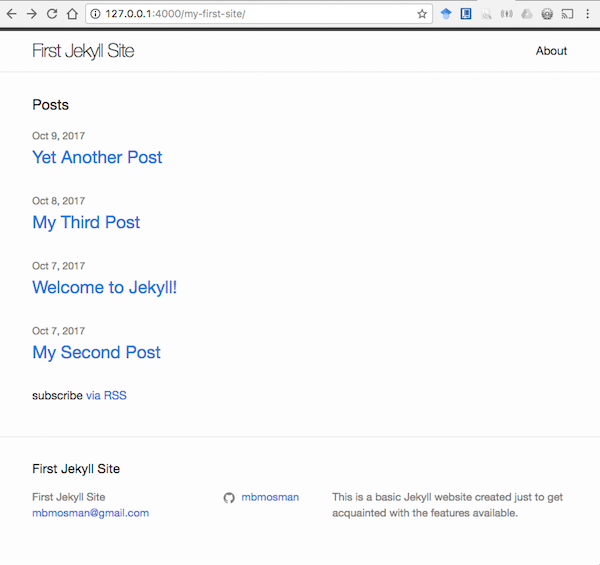 127.0.0.1:4000/my-first-site/
First Jekyll Site
About
Posts
Oct 9, 2017
Yet Another Post
Oct 8, 2017
My Third Post
Oct 7, 2017
Welcome to Jekyll!
Oct 7, 2017
My Second Post
subscribe via RSS
First Jekyll Site
First Jekyll Site
mbmosman@gmail.com
mbmosman
This is a basic Jekyll website created just to get
acquainted with the features available.